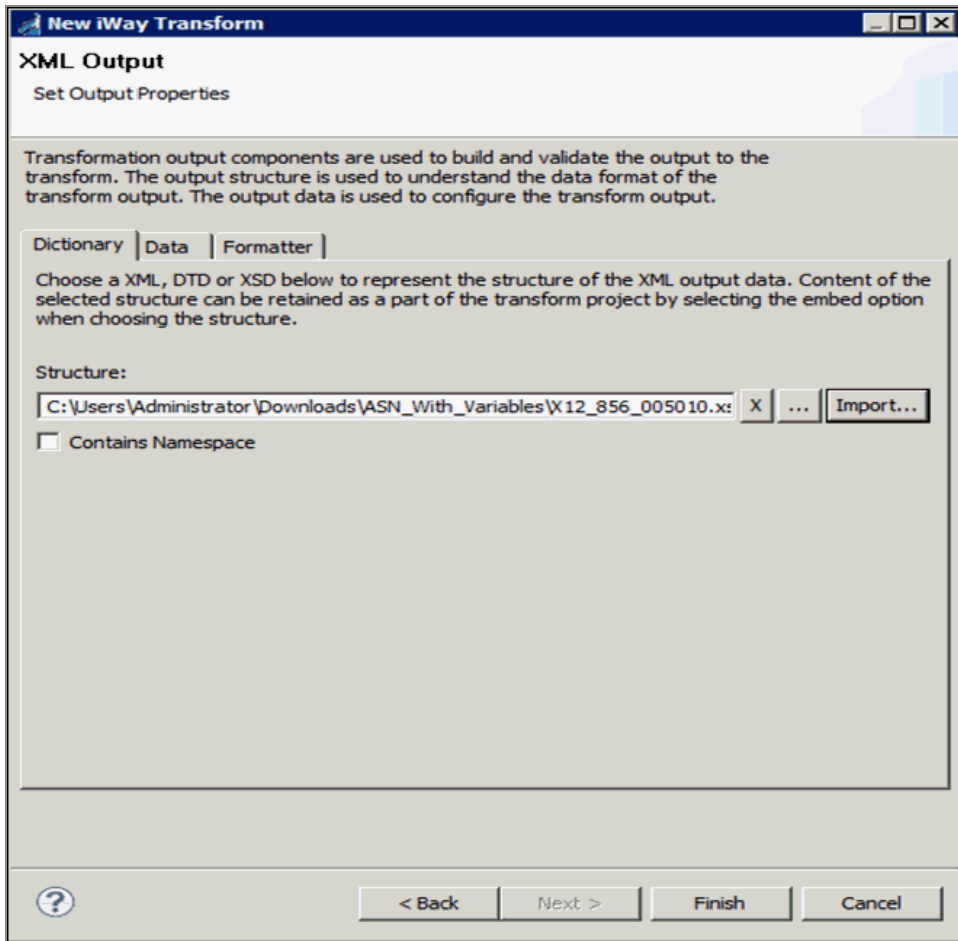 New iWay Transform
XML Output
Set Output Properties
Transformation output components are used to build and validate the output to the
transform. The output structure is used to understand the data format of the
transform output. The output data is used to configure the transform output.
Dictionary Data Formatter
Choose a XML, DTD or XSD below to represent the structure of the XML output data. Content of the
selected structure can be retained as a part of the transform project by selecting the embed option
when choosing the structure.
Structure:
C:\Users\Administrator\Downloads\ASN_With_Variables\X12_856_005010.xs X ... Import...
Contains Namespace
? < Back Next > Finish Cancel